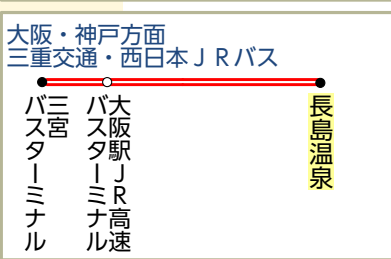 大阪・神戸方面
三重交通・西日本ＪＲバス
三宮
バスターミナル
大阪駅ＪＲ高速
バスターミナル
長島温泉